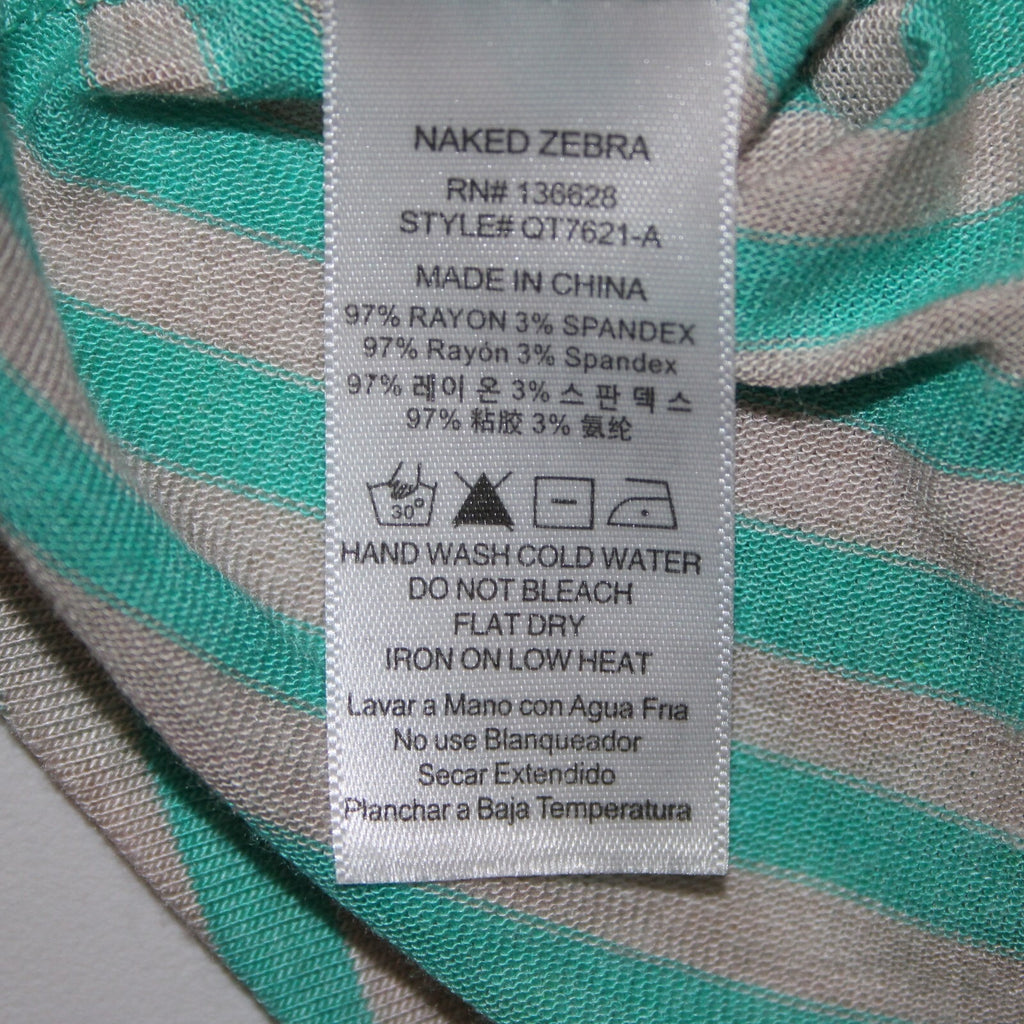 NAKED ZEBRA
RN# 136628
STYLE# QT7621-A
MADE IN CHINA
97% RAYON 3% SPANDEX
97% Rayón 3% Spandex
97% 레이 온 3% 스 판 덱 스
97% 粘胶 3% 氨纶
30°
HAND WASH COLD WATER
DO NOT BLEACH
FLAT DRY
IRON ON LOW HEAT
Lavar a Mano con Agua Fria
No use Blanqueador
Secar Extendido
Planchar a Baja Temperatura